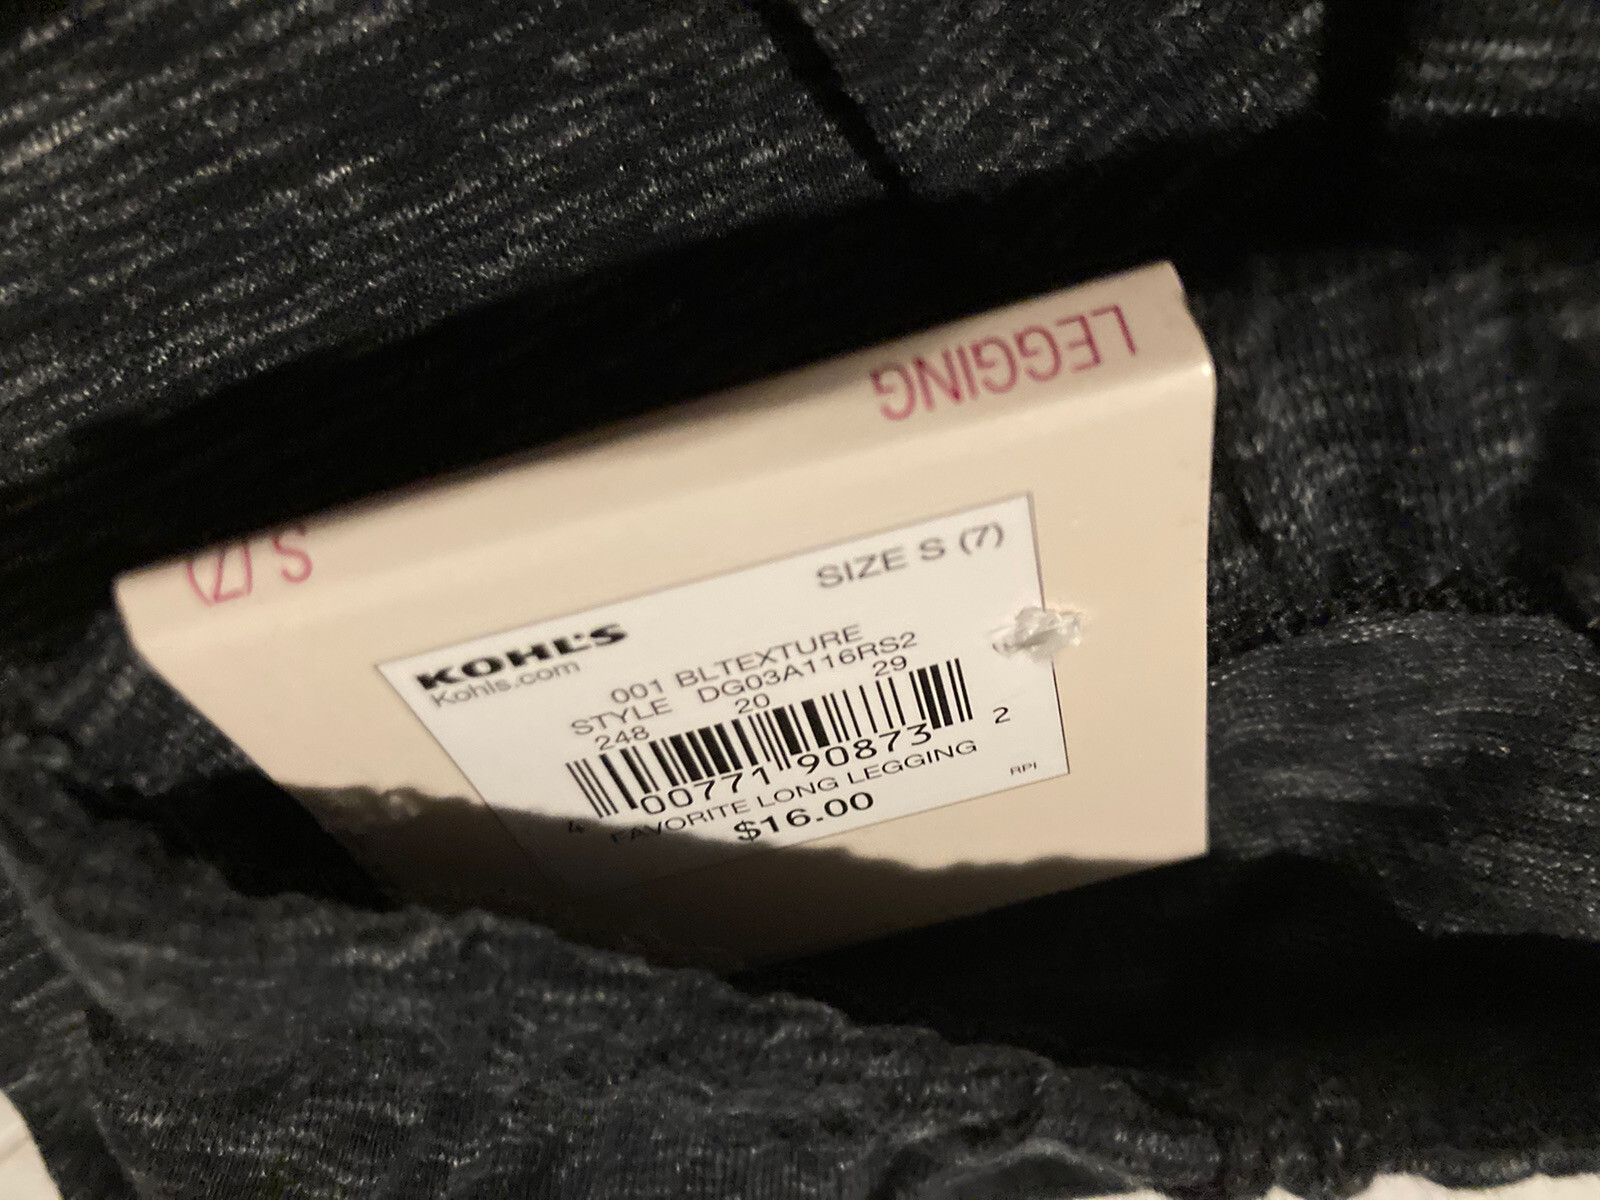 LEGGING
S (7)
SIZE S (7)
KOHL'S
Kohls.com
001 BLTEXTURE
STYLE DG03A116RS2
248 20 29
4 00771 90873 2
FAVORITE LONG LEGGING
$16.00
RPI